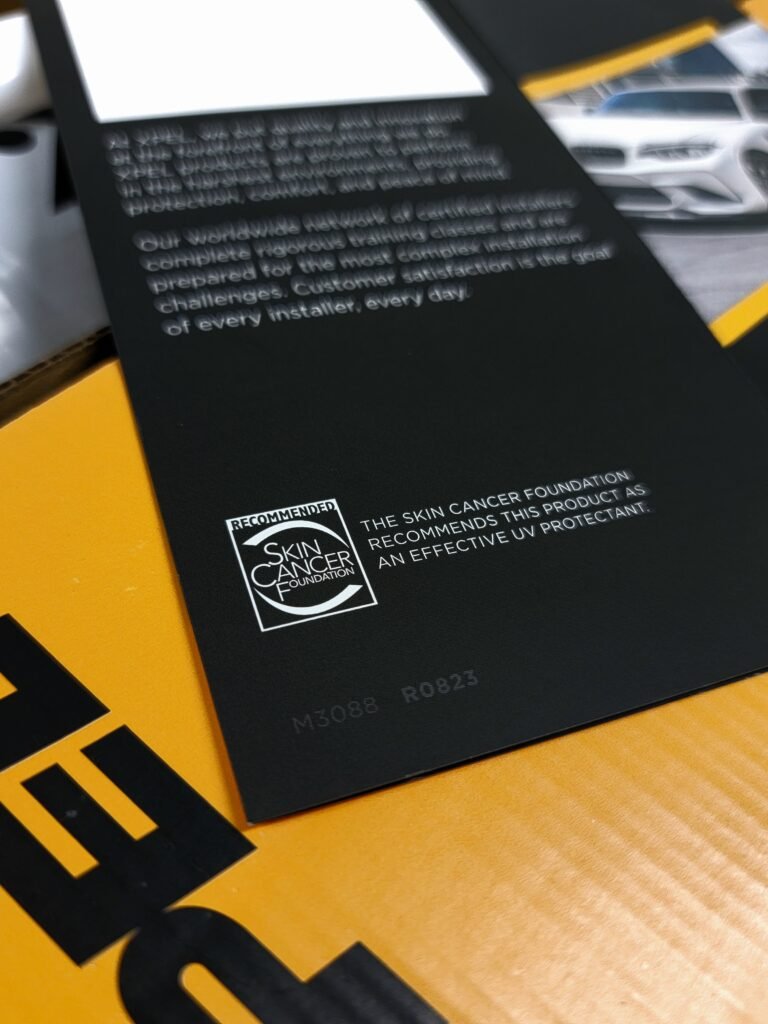 At XPEL, we put quality and innovation
at the forefront of everything we do.
XPEL products are proven to perform
in the harshest environments providing
protection, comfort, and peace of mind.
Our worldwide network of certified installers
complete rigorous training classes and are
prepared for the most complex installation
challenges. Customer satisfaction is the goal
of every installer, every day.
RECOMMENDED
SKIN
CANCER
FOUNDATION
THE SKIN CANCER FOUNDATION
RECOMMENDS THIS PRODUCT AS
AN EFFECTIVE UV PROTECTANT.
M3088 R0823